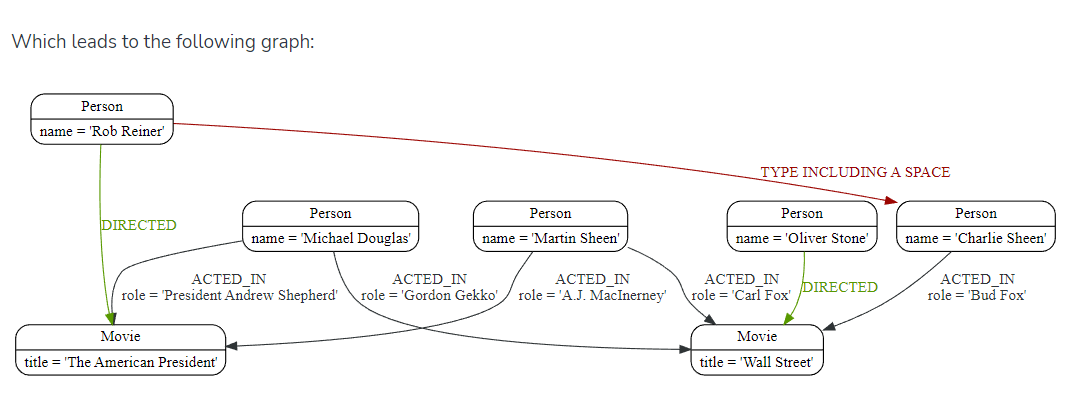 Which leads to the following graph:
Person
name = 'Rob Reiner'
TYPE INCLUDING A SPACE
DIRECTED
Person
name = 'Michael Douglas'
Person
name = 'Martin Sheen'
Person
name = 'Oliver Stone'
Person
name = 'Charlie Sheen'
ACTED_IN
role = 'President Andrew Shepherd'
ACTED_IN
role = 'Gordon Gekko'
ACTED_IN
role = 'A.J. MacInerney'
ACTED_IN
role = 'Carl Fox'
DIRECTED
ACTED_IN
role = 'Bud Fox'
Movie
title = 'The American President'
Movie
title = 'Wall Street'